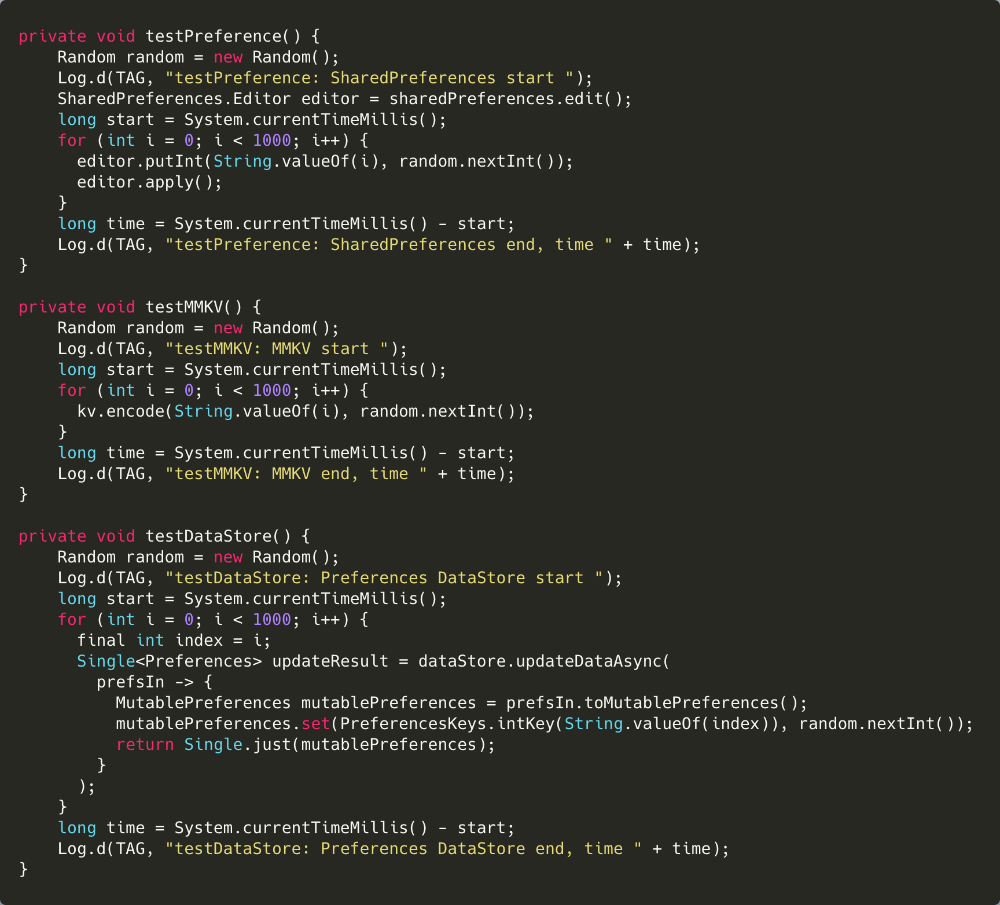 private void testPreference() {
    Random random = new Random();
    Log.d(TAG, "testPreference: SharedPreferences start ");
    SharedPreferences.Editor editor = sharedPreferences.edit();
    long start = System.currentTimeMillis();
    for (int i = 0; i < 1000; i++) {
      editor.putInt(String.valueOf(i), random.nextInt());
      editor.apply();
    }
    long time = System.currentTimeMillis() - start;
    Log.d(TAG, "testPreference: SharedPreferences end, time " + time);
}

private void testMMKV() {
    Random random = new Random();
    Log.d(TAG, "testMMKV: MMKV start ");
    long start = System.currentTimeMillis();
    for (int i = 0; i < 1000; i++) {
      kv.encode(String.valueOf(i), random.nextInt());
    }
    long time = System.currentTimeMillis() - start;
    Log.d(TAG, "testMMKV: MMKV end, time " + time);
}

private void testDataStore() {
    Random random = new Random();
    Log.d(TAG, "testDataStore: Preferences DataStore start ");
    long start = System.currentTimeMillis();
    for (int i = 0; i < 1000; i++) {
      final int index = i;
      Single<Preferences> updateResult = dataStore.updateDataAsync(
        prefsIn -> {
          MutablePreferences mutablePreferences = prefsIn.toMutablePreferences();
          mutablePreferences.set(PreferencesKeys.intKey(String.valueOf(index)), random.nextInt());
          return Single.just(mutablePreferences);
        }
      );
    }
    long time = System.currentTimeMillis() - start;
    Log.d(TAG, "testDataStore: Preferences DataStore end, time " + time);
}